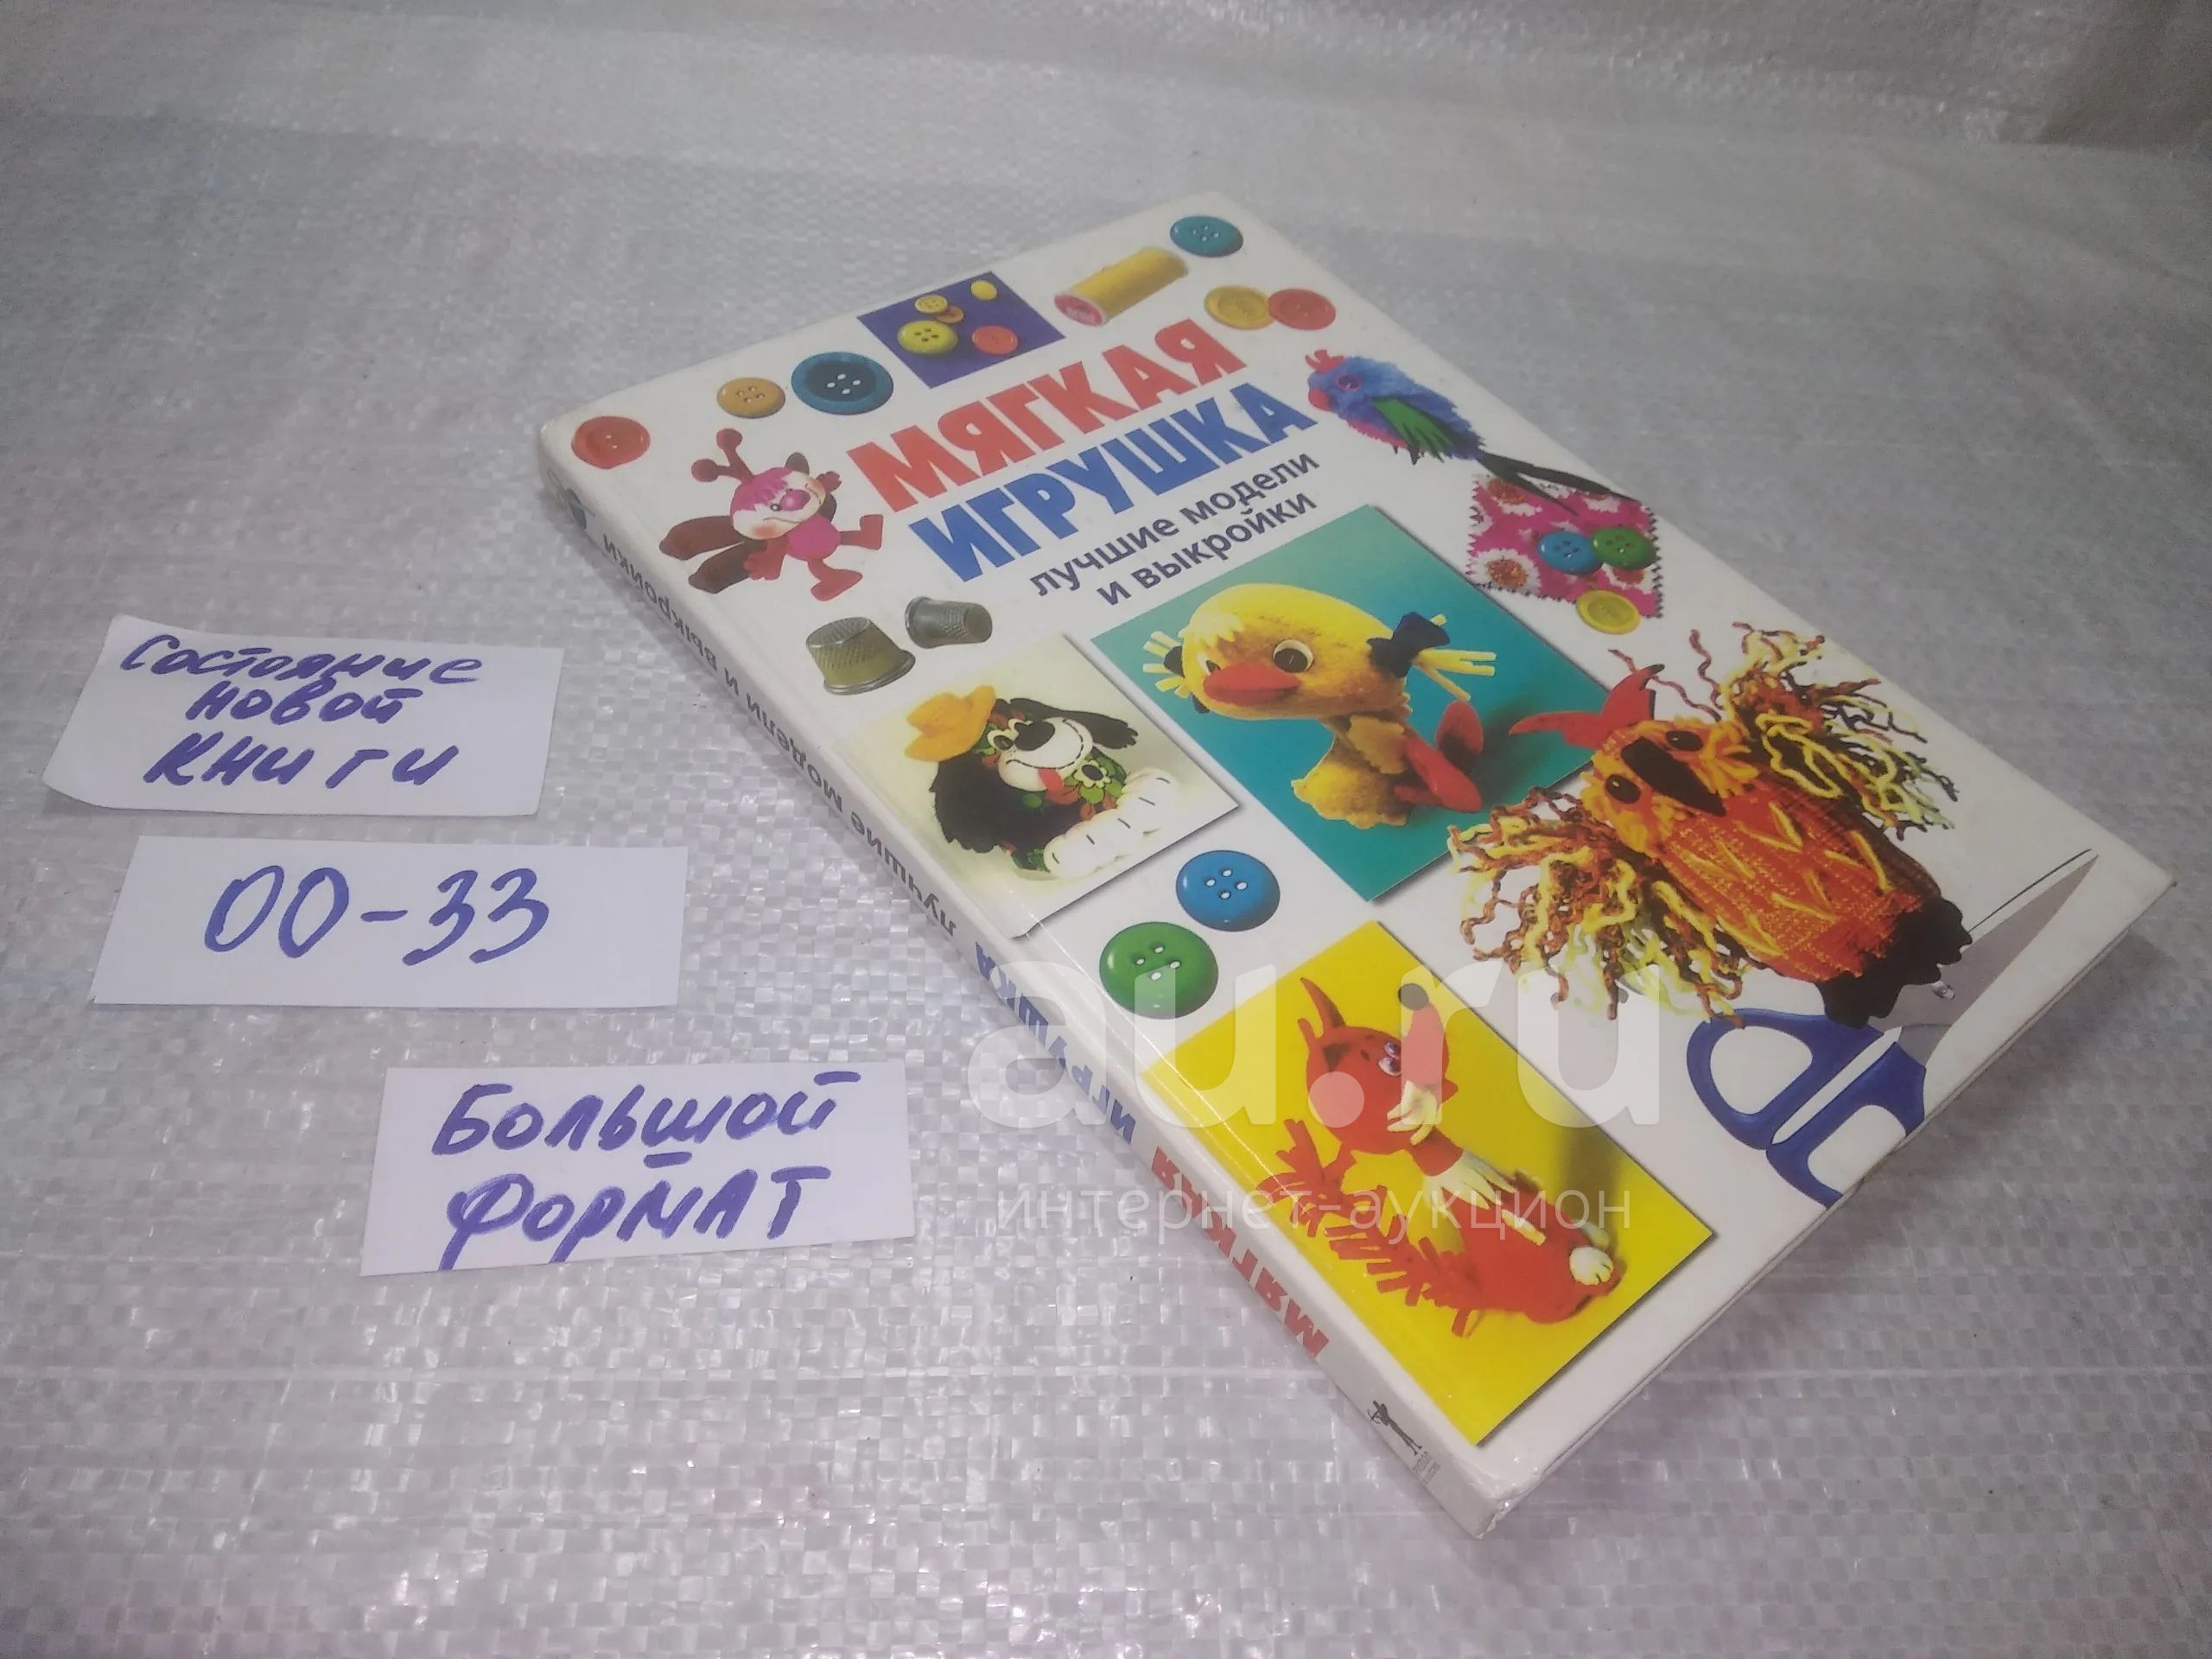 МЯГКАЯ
ИГРУШКА
лучшие модели
и выкройки
МЯГКАЯ ИГРУШКА лучшие модели и выкройки
Состояние
новой
книги
00-33
Большой
формат
au.ru
интернет-аукцион